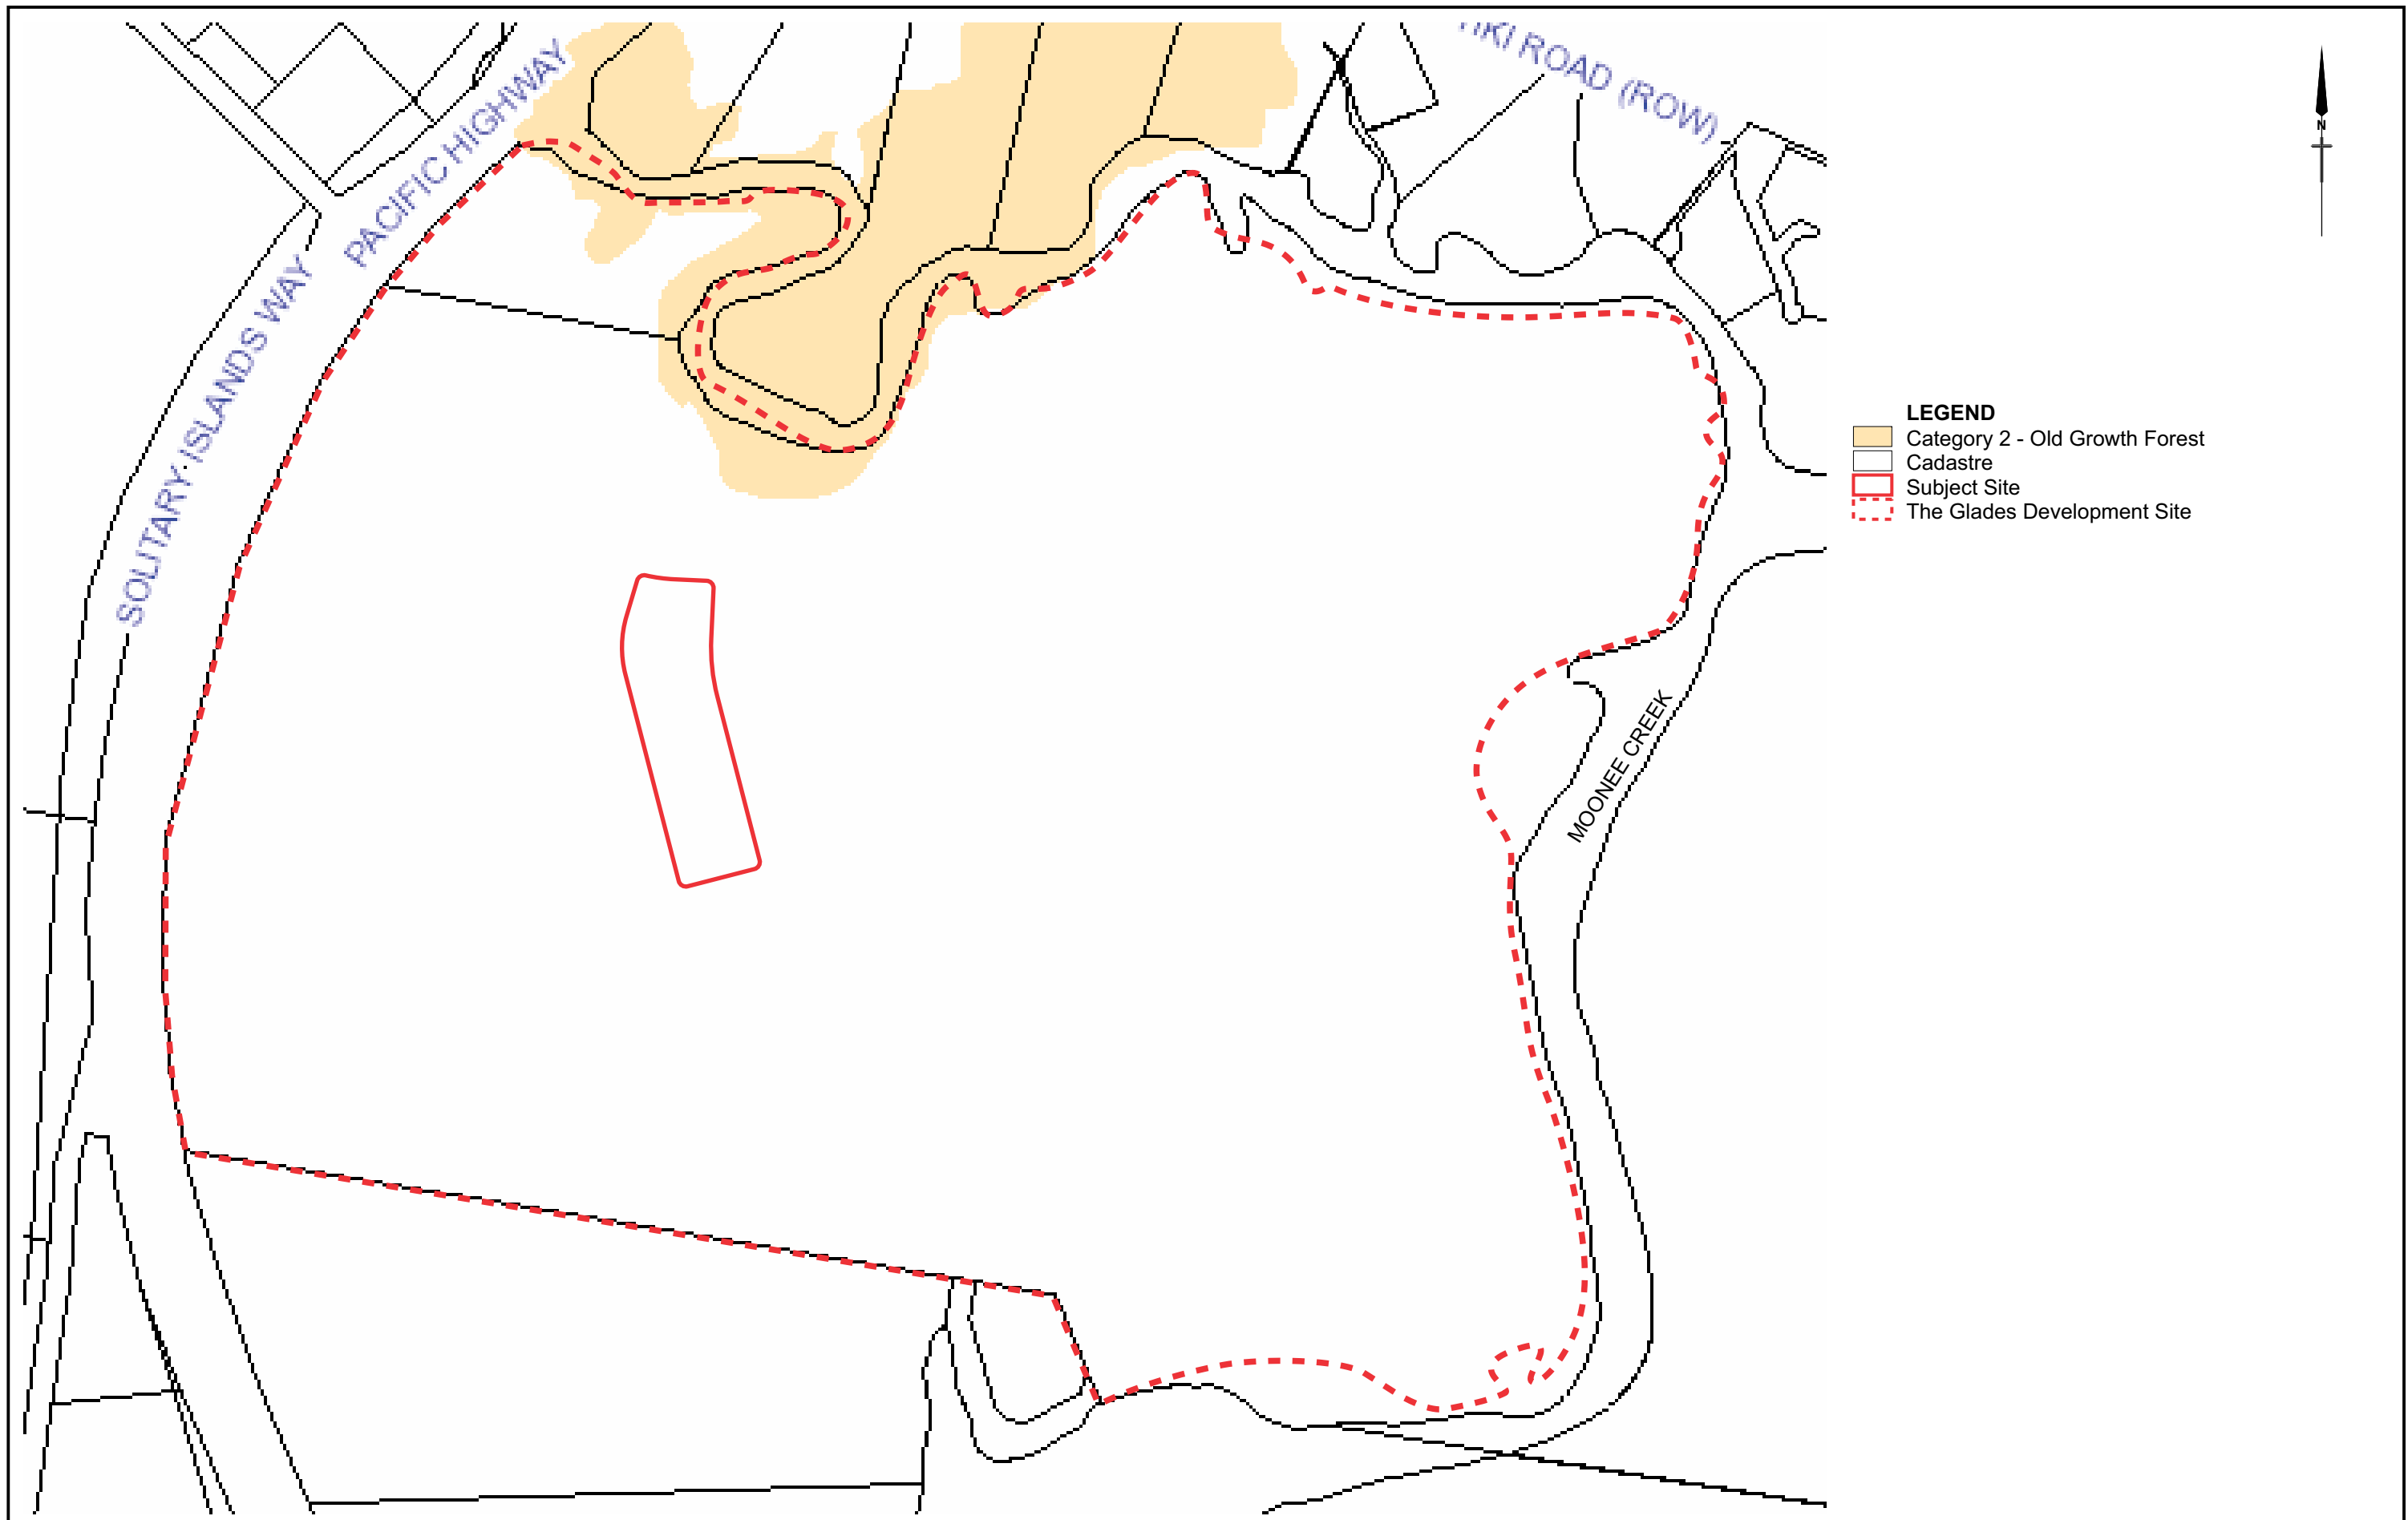 PACIFIC HIGHWAY
ROAD (ROW)
N
SOLITARY ISLANDS WAY
LEGEND
Category 2 - Old Growth Forest
Cadastre
Subject Site
The Glades Development Site
MOONEE CREEK